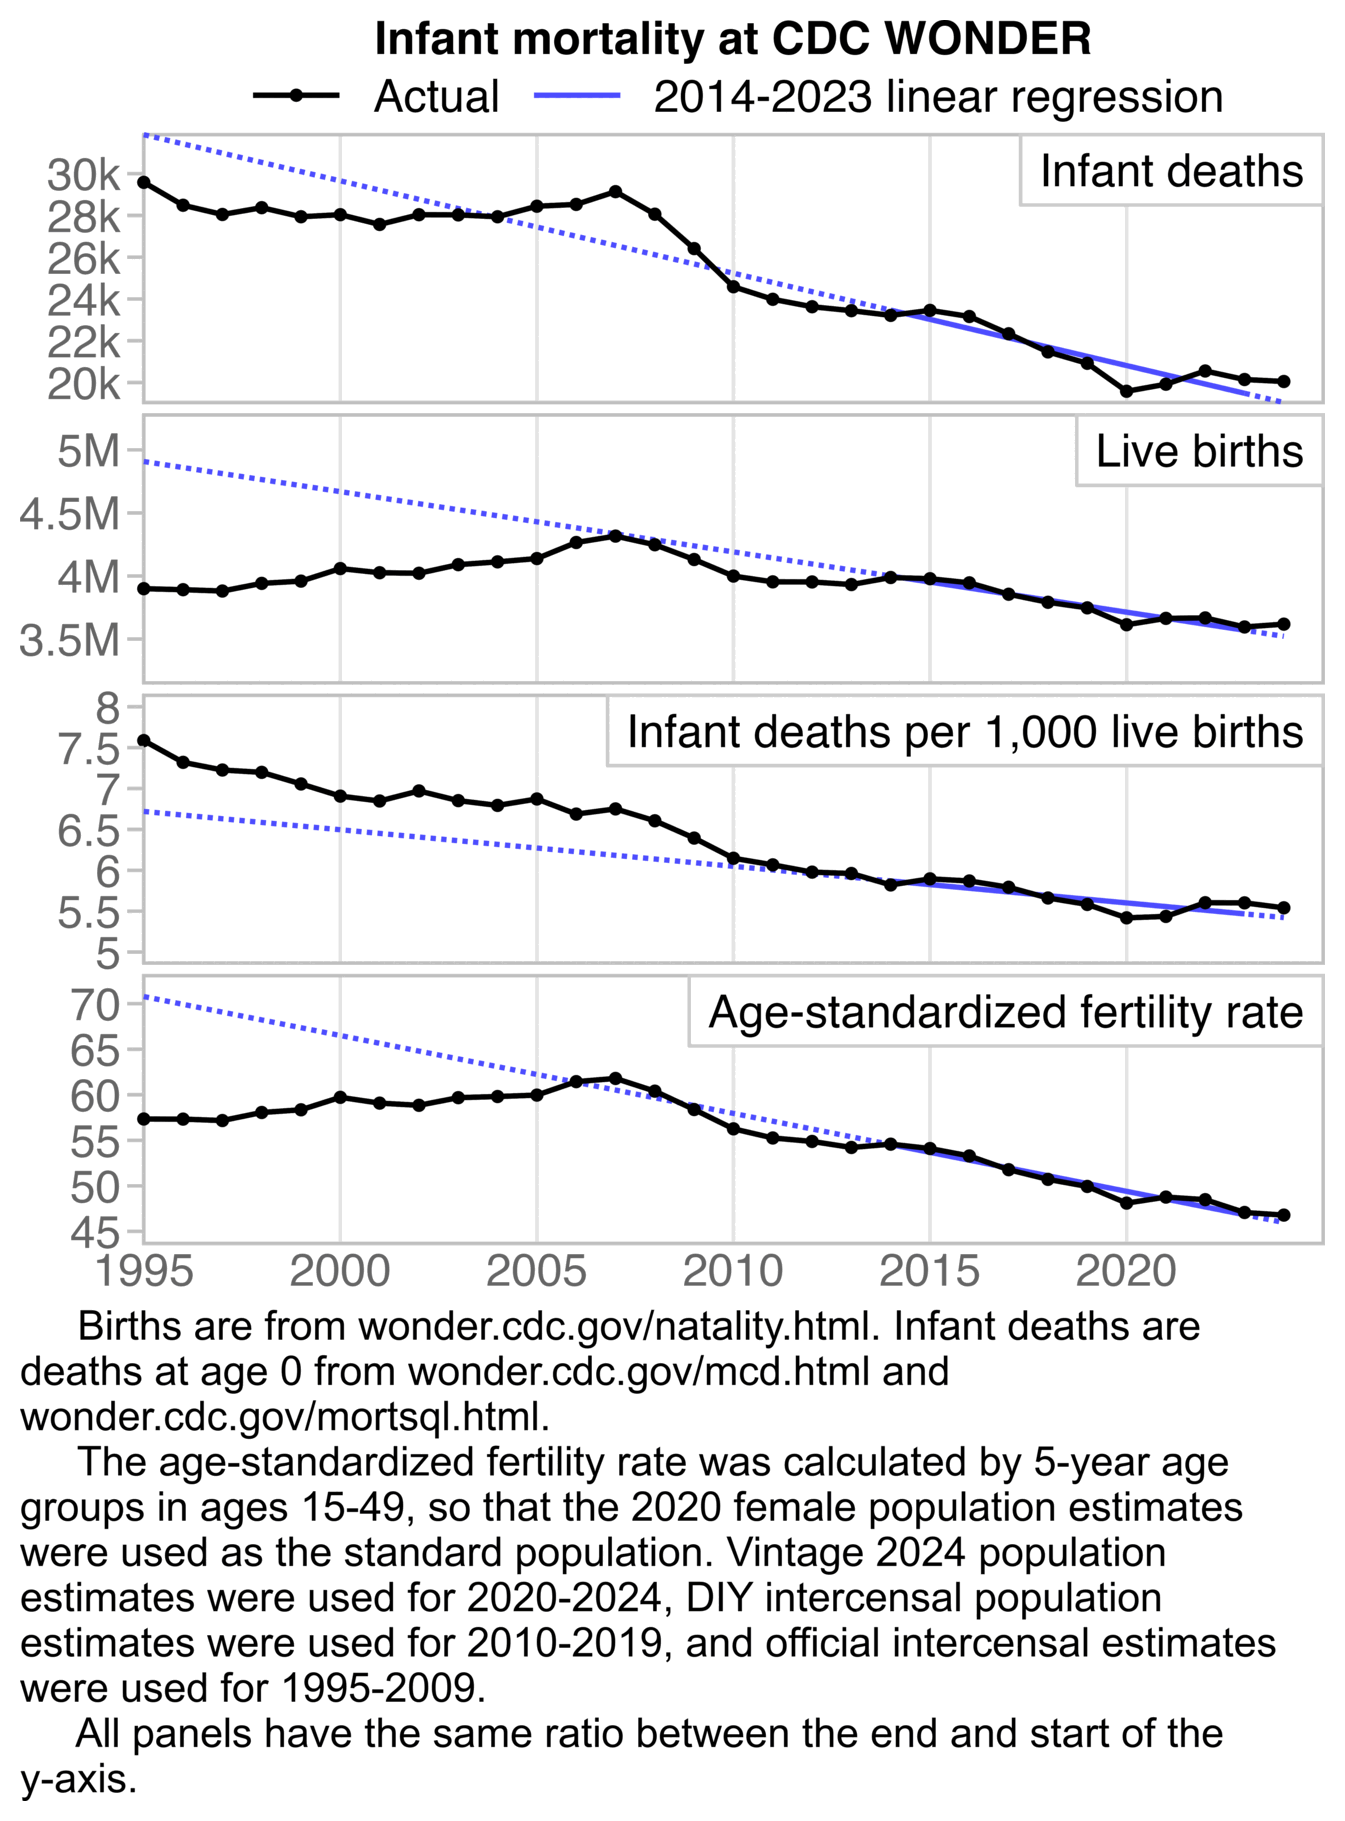 Infant mortality at CDC WONDER
Actual 2014-2023 linear regression
Infant deaths
30k
28k
26k
24k
22k
20k
Live births
5M
4.5M
4M
3.5M
Infant deaths per 1,000 live births
8
7.5
7
6.5
6
5.5
5
Age-standardized fertility rate
70
65
60
55
50
45
1995 2000 2005 2010 2015 2020
Births are from wonder.cdc.gov/natality.html. Infant deaths are
deaths at age 0 from wonder.cdc.gov/mcd.html and
wonder.cdc.gov/mortsql.html.
The age-standardized fertility rate was calculated by 5-year age
groups in ages 15-49, so that the 2020 female population estimates
were used as the standard population. Vintage 2024 population
estimates were used for 2020-2024, DIY intercensal population
estimates were used for 2010-2019, and official intercensal estimates
were used for 1995-2009.
All panels have the same ratio between the end and start of the
y-axis.